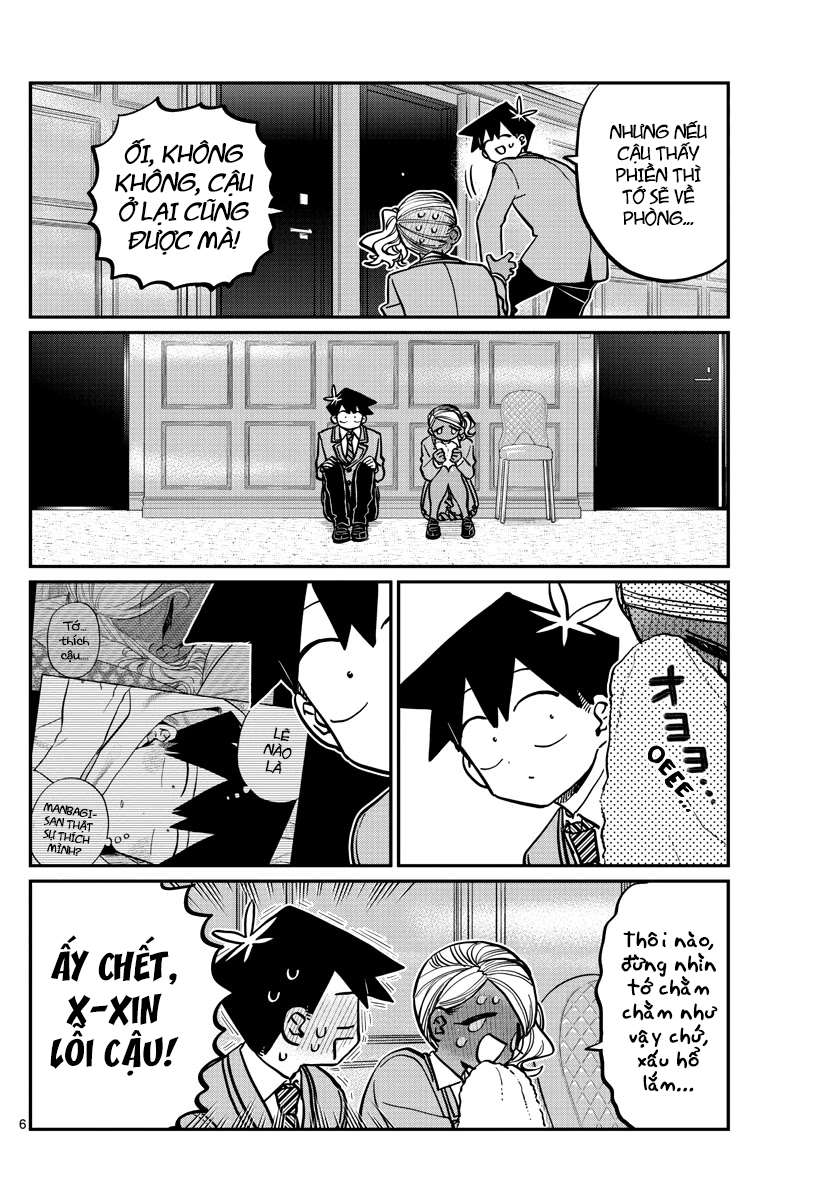 NHƯNG NẾU
CẬU THẤY
PHIỀN THÌ
TỚ SẼ VỀ
PHÒNG...
ỐI, KHÔNG
KHÔNG, CẬU
Ở LẠI CŨNG
ĐƯỢC MÀ!
オヨヨ...
OEEE...
LẼ
NÀO
LÀ
Tớ...
thích
cậu...
MANBAGI-
SAN THẬT
SỰ THÍCH
MÌNH?
Thôi nào,
đừng nhìn
tớ chằm
chằm như
vậy chứ,
xấu hổ
lắm...
ẤY CHẾT,
X-XIN
LỖI CẬU!
6